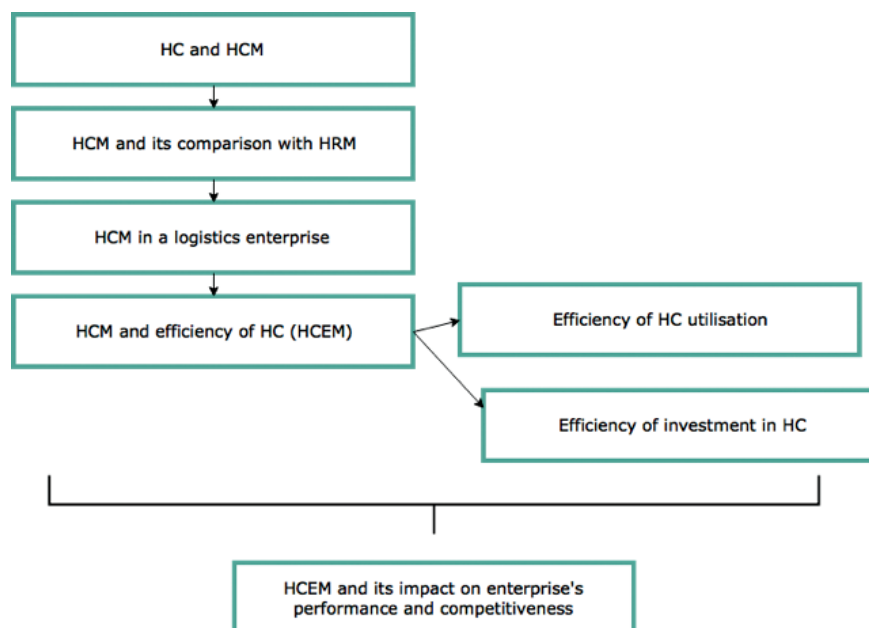 HC and HCM
HCM and its comparison with HRM
HCM in a logistics enterprise
HCM and efficiency of HC (HCEM)
Efficiency of HC utilisation
Efficiency of investment in HC
HCEM and its impact on enterprise's
performance and competitiveness